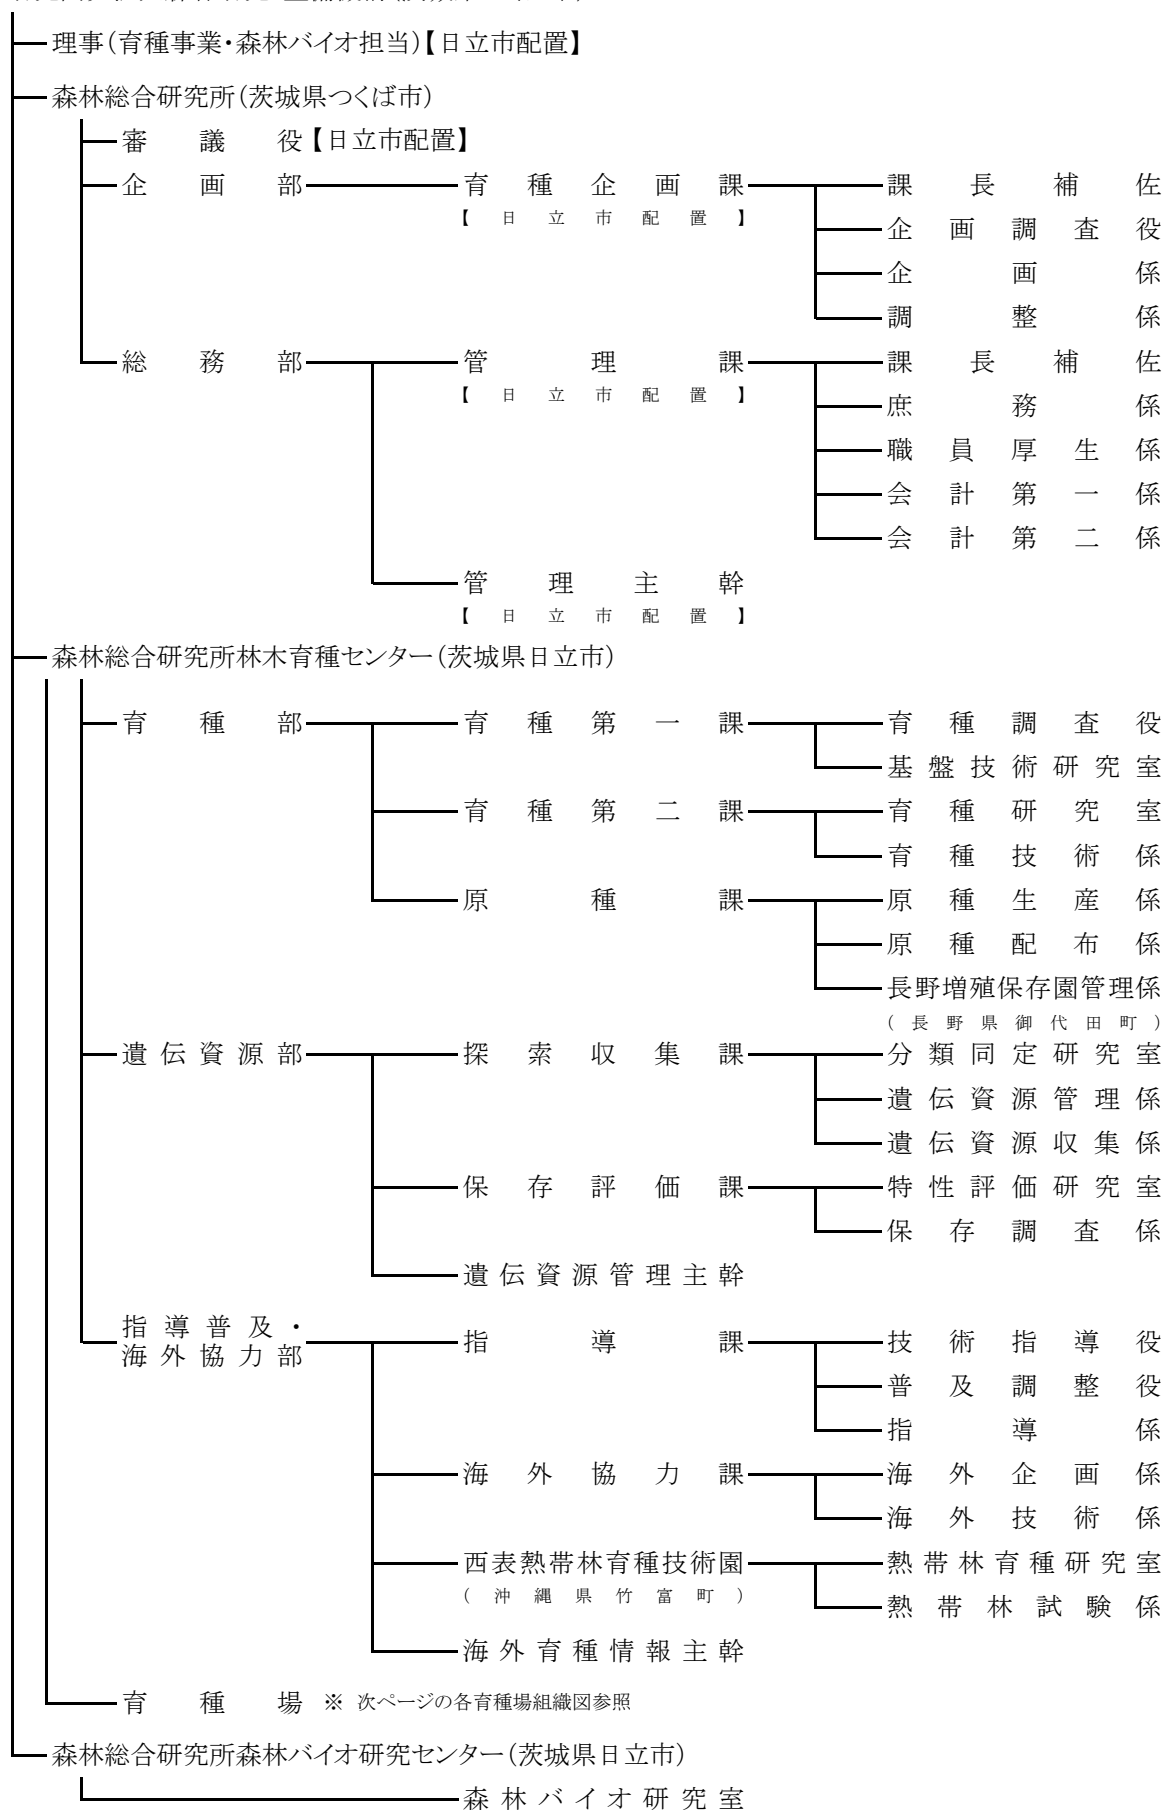 理事(育種事業・森林バイオ担当)【日立市配置】
森林総合研究所(茨城県つくば市)
審議役【日立市配置】
企画部 育種企画課 課長補佐
【日立市配置】
企画調査役
企画係
調整係
総務部 管理課 課長補佐
【日立市配置】
庶務係
職員厚生係
会計第一係
会計第二係
管理主幹
【日立市配置】
森林総合研究所林木育種センター(茨城県日立市)
育種部 育種第一課 育種調査役
基盤技術研究室
育種第二課 育種研究室
育種技術係
原種課 原種生産係
原種配布係
長野増殖保存園管理係
(長野県御代田町)
遺伝資源部 探索収集課 分類同定研究室
遺伝資源管理係
遺伝資源収集係
保存評価課 特性評価研究室
保存調査係
遺伝資源管理主幹
指導普及・
海外協力部 指導課 技術指導役
普及調整役
指導係
海外協力課 海外企画係
海外技術係
西表熱帯林育種技術園 熱帯林育種研究室
(沖縄県竹富町)
熱帯林試験係
海外育種情報主幹
育種場 ※ 次ページの各育種場組織図参照
森林総合研究所森林バイオ研究センター(茨城県日立市)
森林バイオ研究室